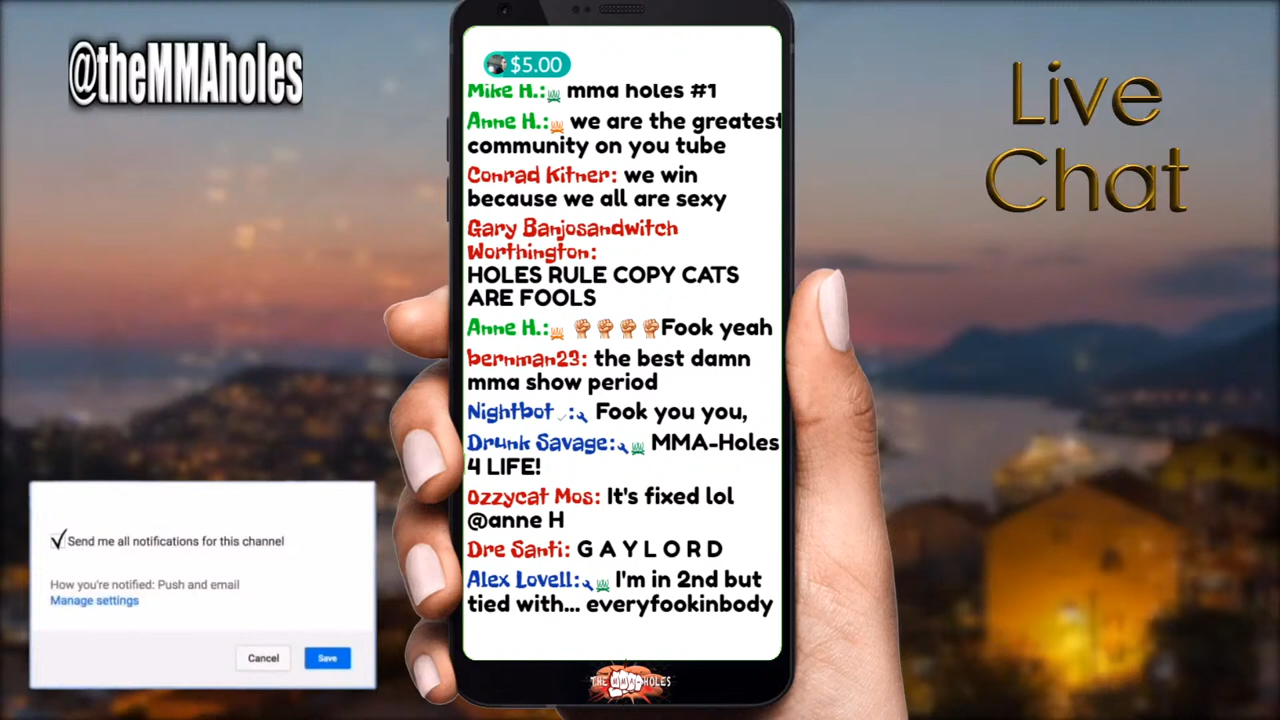 @theMMAholes
Live
Chat
$5.00
Mike H.: mma holes #1
Anne H.: we are the greatest
community on you tube
Conrad Kitner: we win
because we all are sexy
Gary Banjosandwitch
Worthington:
HOLES RULE COPY CATS
ARE FOOLS
Anne H.: ✊✊✊✊Fook yeah
bernman23: the best damn
mma show period
Nightbot: Fook you you,
Drunk Savage: MMA-Holes
4 LIFE!
Ozzycat Mos: It's fixed lol
@anne H
Dre Santi: G A Y L O R D
Alex Lovell: I'm in 2nd but
tied with... everyfookinbody
THE MMA-HOLES
Send me all notifications for this channel
How you're notified: Push and email
Manage settings
Cancel
Save